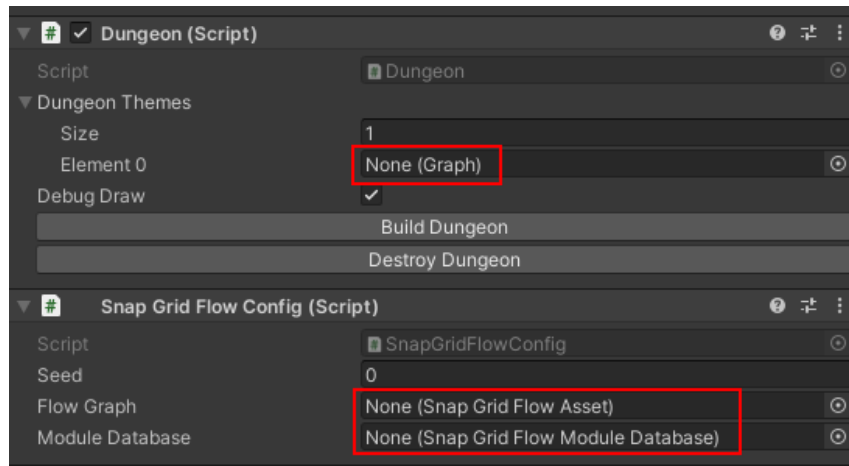 Dungeon (Script)
Script Dungeon
Dungeon Themes
Size 1
Element 0 None (Graph)
Debug Draw
Build Dungeon
Destroy Dungeon
Snap Grid Flow Config (Script)
Script SnapGridFlowConfig
Seed 0
Flow Graph None (Snap Grid Flow Asset)
Module Database None (Snap Grid Flow Module Database)